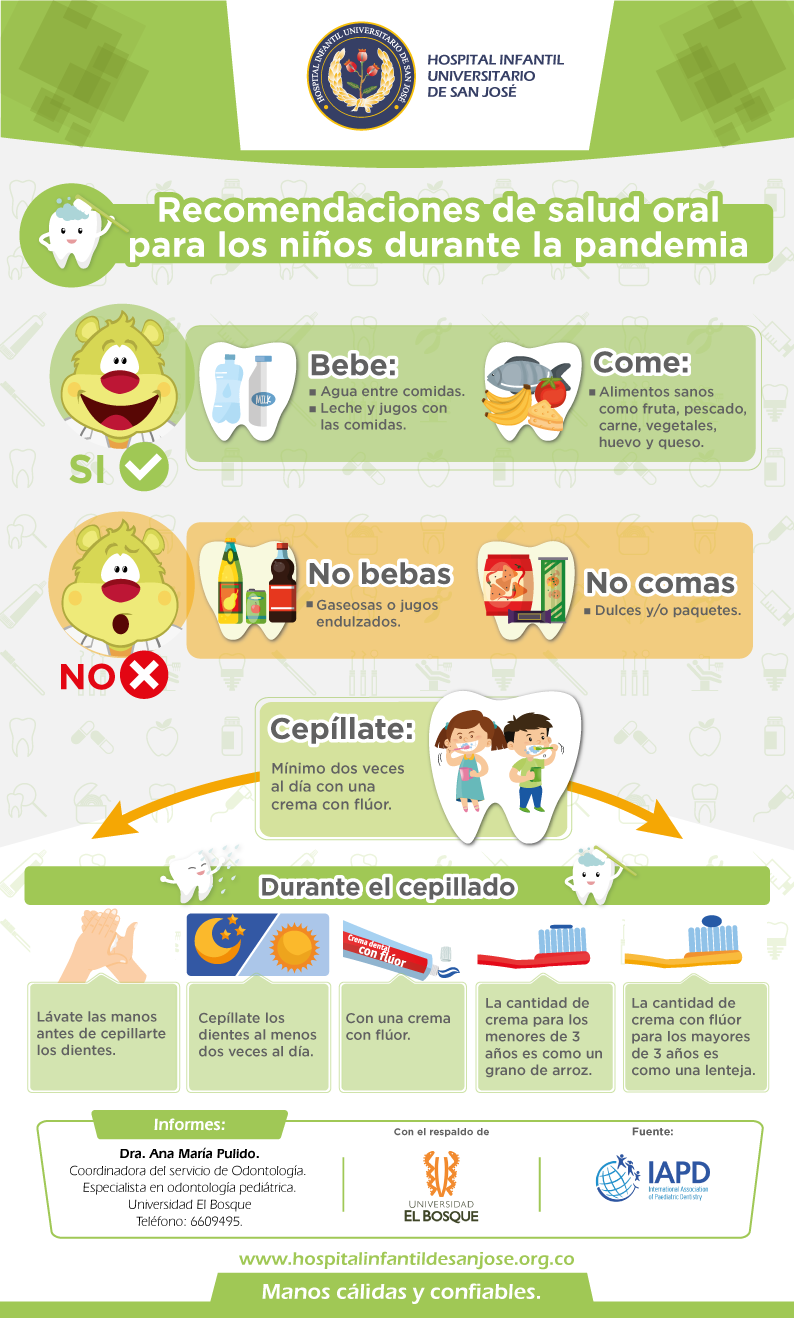 HOSPITAL INFANTIL UNIVERSITARIO DE SAN JOSÉ
HOSPITAL INFANTIL
UNIVERSITARIO
DE SAN JOSÉ
Recomendaciones de salud oral
para los niños durante la pandemia
SI
Bebe:
Agua entre comidas.
Leche y jugos con
las comidas.
MILK
Come:
Alimentos sanos
como fruta, pescado,
carne, vegetales,
huevo y queso.
NO
No bebas
Gaseosas o jugos
endulzados.
No comas
Dulces y/o paquetes.
Cepíllate:
Mínimo dos veces
al día con una
crema con flúor.
Durante el cepillado
Lávate las manos
antes de cepillarte
los dientes.
Cepíllate los
dientes al menos
dos veces al día.
Crema dental
con flúor
Con una crema
con flúor.
La cantidad de
crema para los
menores de 3
años es como un
grano de arroz.
La cantidad de
crema con flúor
para los mayores
de 3 años es
como una lenteja.
Informes:
Dra. Ana María Pulido.
Coordinadora del servicio de Odontología.
Especialista en odontología pediátrica.
Universidad El Bosque
Teléfono: 6609495.
Con el respaldo de
UNIVERSIDAD
EL BOSQUE
Fuente:
IAPD
International Association
of Paediatric Dentistry
www.hospitalinfantildesanjose.org.co
Manos cálidas y confiables.